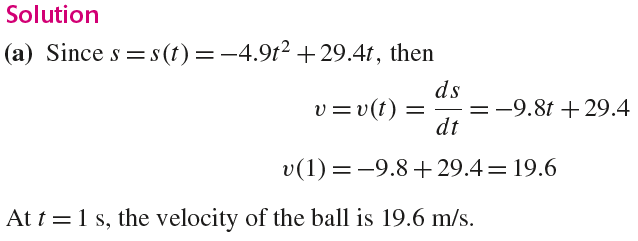 Solution
(a) Since s = s(t) = −4.9t² + 29.4t, then
v = v(t) = ds/dt = −9.8t + 29.4
v(1) = −9.8 + 29.4 = 19.6
At t = 1 s, the velocity of the ball is 19.6 m/s.